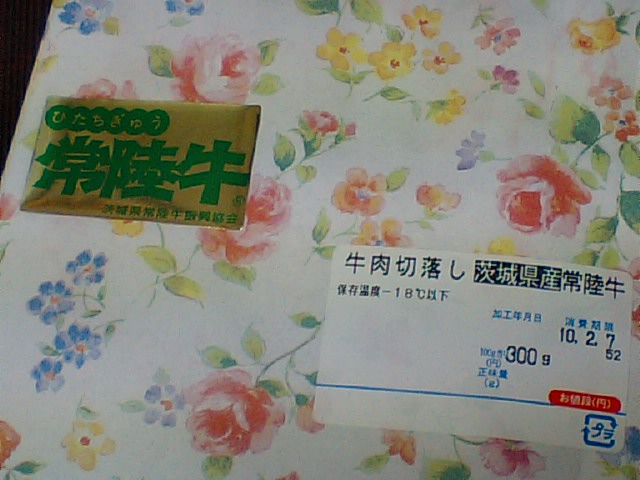 ひたちぎゅう
常陸牛
茨城県常陸牛振興協会
牛肉切落し 茨城県産常陸牛
保存温度-18℃以下
加工年月日
消費期限
10.2.7
52
100g当(円)
300g
正味量(g)
お値段(円)
プラ